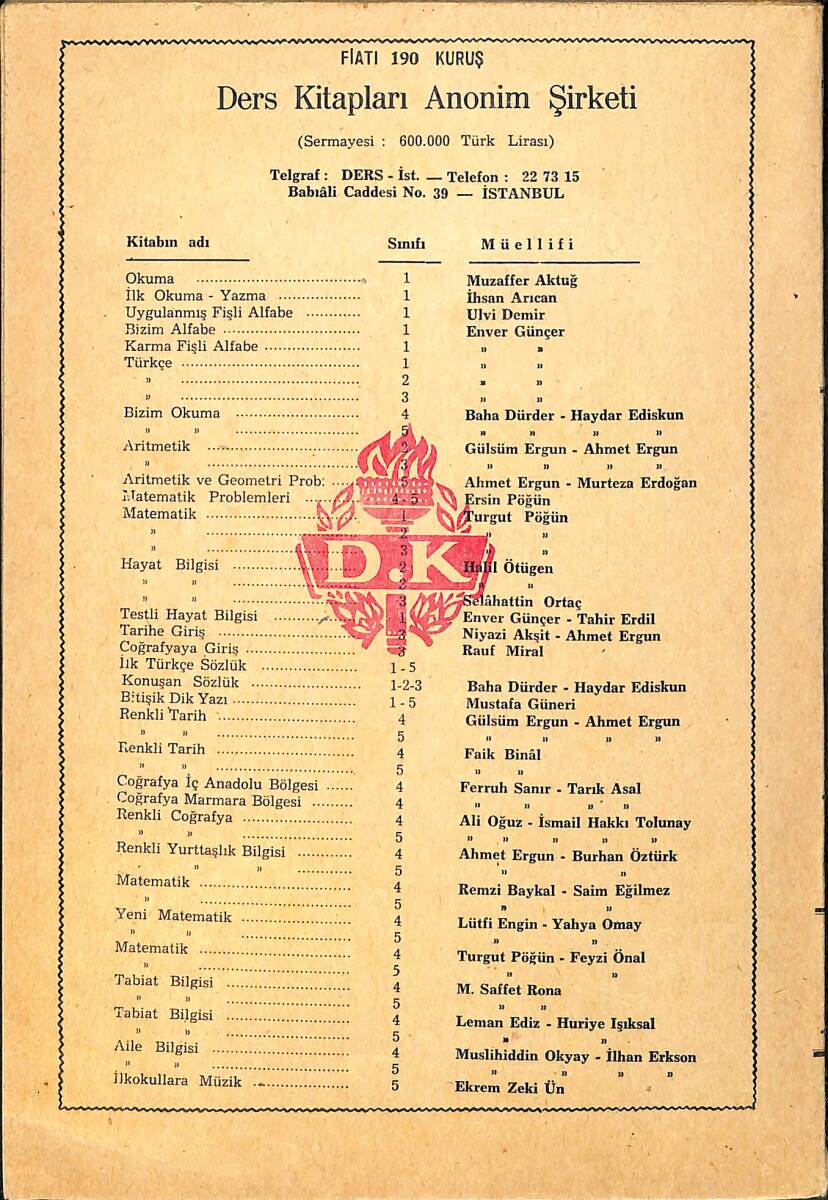 FİATI 190 KURUŞ
Ders Kitapları Anonim Şirketi
(Sermayesi : 600.000 Türk Lirası)
Telgraf : DERS - İst. — Telefon : 22 73 15
Babıâli Caddesi No. 39 — İSTANBUL
Kitabın adı Sınıfı Müellifi
Okuma 1 Muzaffer Aktuğ
İlk Okuma - Yazma 1 İhsan Arıcan
Uygulanmış Fişli Alfabe 1 Ulvi Demir
Bizim Alfabe 1 Enver Günçer
Karma Fişli Alfabe 1 » »
Türkçe 1 » »
» 2 » »
» 3 » »
Bizim Okuma 4 Baha Dürder - Haydar Ediskun
» » 5 » » » »
Aritmetik 2 Gülsüm Ergun - Ahmet Ergun
» 3 » » » »
Aritmetik ve Geometri Prob: 5 Ahmet Ergun - Murteza Erdoğan
Matematik Problemleri 4-5 Ersin Pöğün
Matematik 1 Turgut Pöğün
» 2 » »
» 3 » »
D.K
Hayat Bilgisi 2 Halil Ötügen
» » 3 » »
» » 3 Selâhattin Ortaç
Testli Hayat Bilgisi 1 Enver Günçer - Tahir Erdil
Tarihe Giriş 3 Niyazi Akşit - Ahmet Ergun
Coğrafyaya Giriş 3 Rauf Miral
İlk Türkçe Sözlük 1-5
Konuşan Sözlük 1-2-3 Baha Dürder - Haydar Ediskun
Bitişik Dik Yazı 1-5 Mustafa Güneri
Renkli Tarih 4 Gülsüm Ergun - Ahmet Ergun
» » 5 » » » »
Renkli Tarih 4 Faik Binâl
» » 5 » »
Coğrafya İç Anadolu Bölgesi 4 Ferruh Sanır - Tarık Asal
Coğrafya Marmara Bölgesi 4 » » » »
Renkli Coğrafya 4 Ali Oğuz - İsmail Hakkı Tolunay
» » 5 » » » » »
Renkli Yurttaşlık Bilgisi 4 Ahmet Ergun - Burhan Öztürk
» » 5 » »
Matematik 4 Remzi Baykal - Saim Eğilmez
» 5 » »
Yeni Matematik 4 Lütfi Engin - Yahya Omay
» » 5 » »
Matematik 4 Turgut Pöğün - Feyzi Önal
» 5 » »
Tabiat Bilgisi 4 M. Saffet Rona
» » 5 » »
Tabiat Bilgisi 4 Leman Ediz - Huriye Işıksal
» » 5 » »
Aile Bilgisi 4 Muslihiddin Okyay - İlhan Erkson
» » 5 » » » »
İlkokullara Müzik 5 Ekrem Zeki Ün